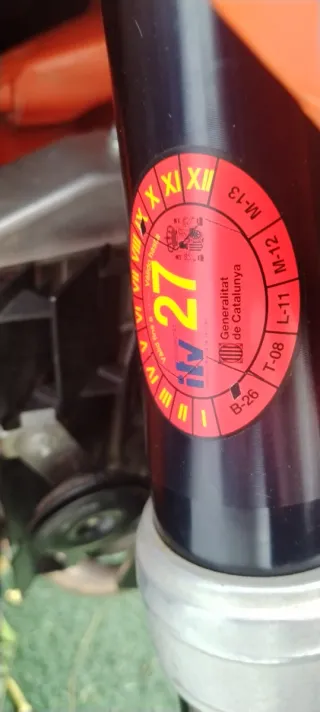 I II III IV V VI VII VIII IX X XI XII
itv
27
Generalitat
de Catalunya
B-26
T-08
L-11
M-12
M-13